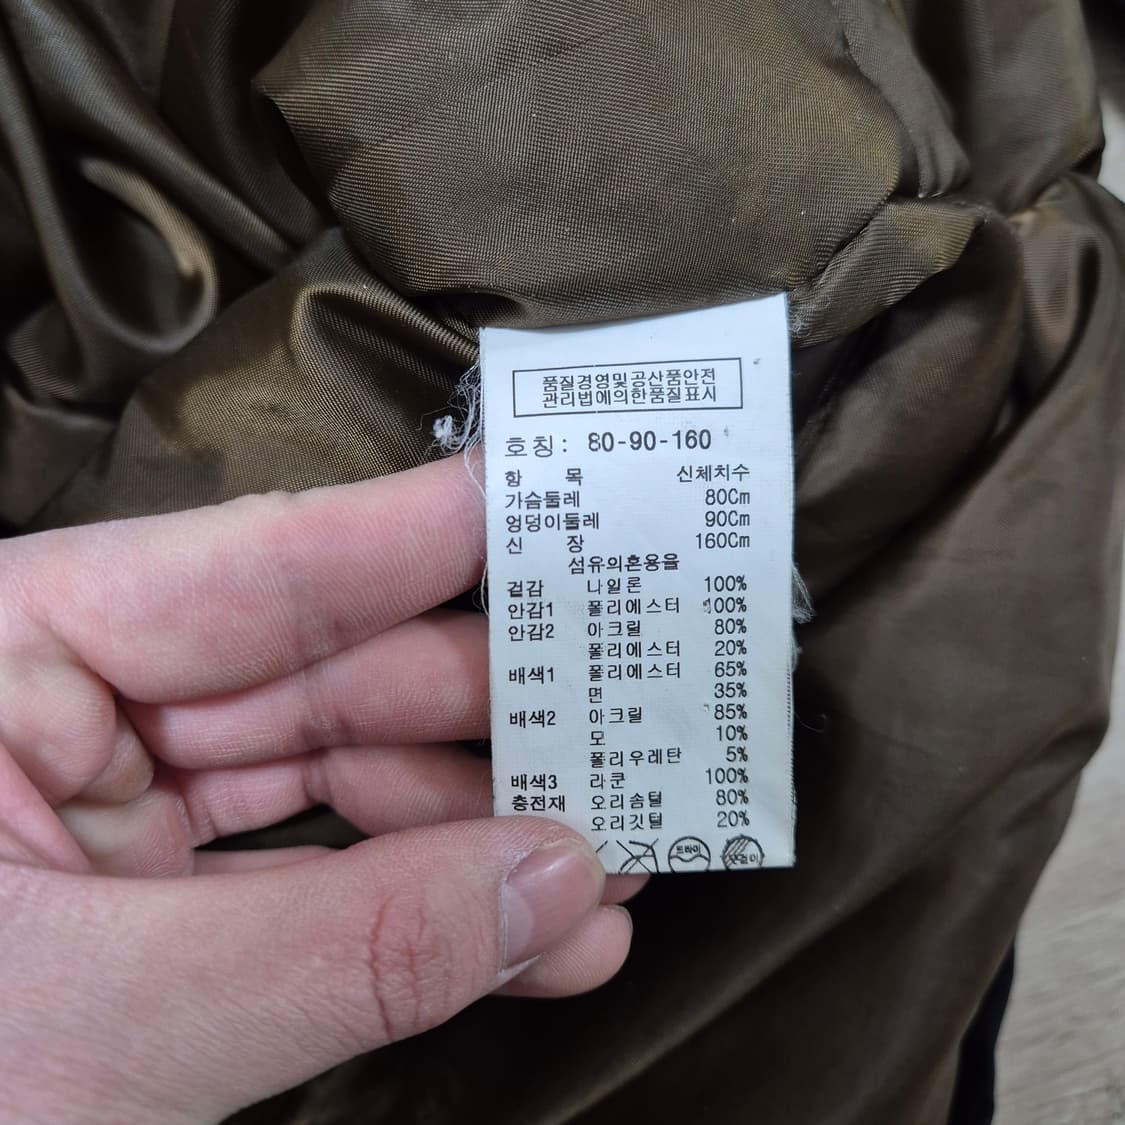 품질경영및공산품안전
관리법에의한품질표시
호칭: 80-90-160
항 목 신체치수
가슴둘레 80Cm
엉덩이둘레 90Cm
신 장 160Cm
섬유의혼용율
겉감 나일론 100%
안감1 폴리에스터 100%
안감2 아크릴 80%
폴리에스터 20%
배색1 폴리에스터 65%
면 35%
배색2 아크릴 85%
모 10%
폴리우레탄 5%
배색3 라쿤 100%
충전재 오리솜털 80%
오리깃털 20%
드라이 옷걸이